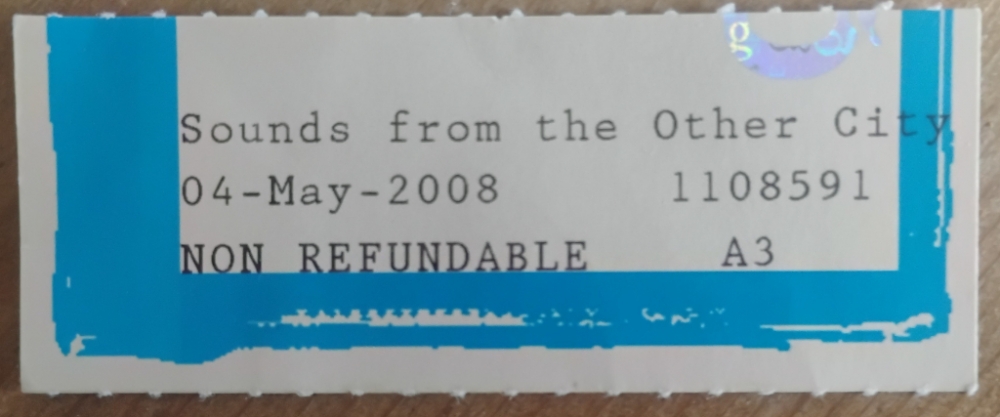 g
Sounds from the Other City
04-May-2008 1108591
NON REFUNDABLE A3